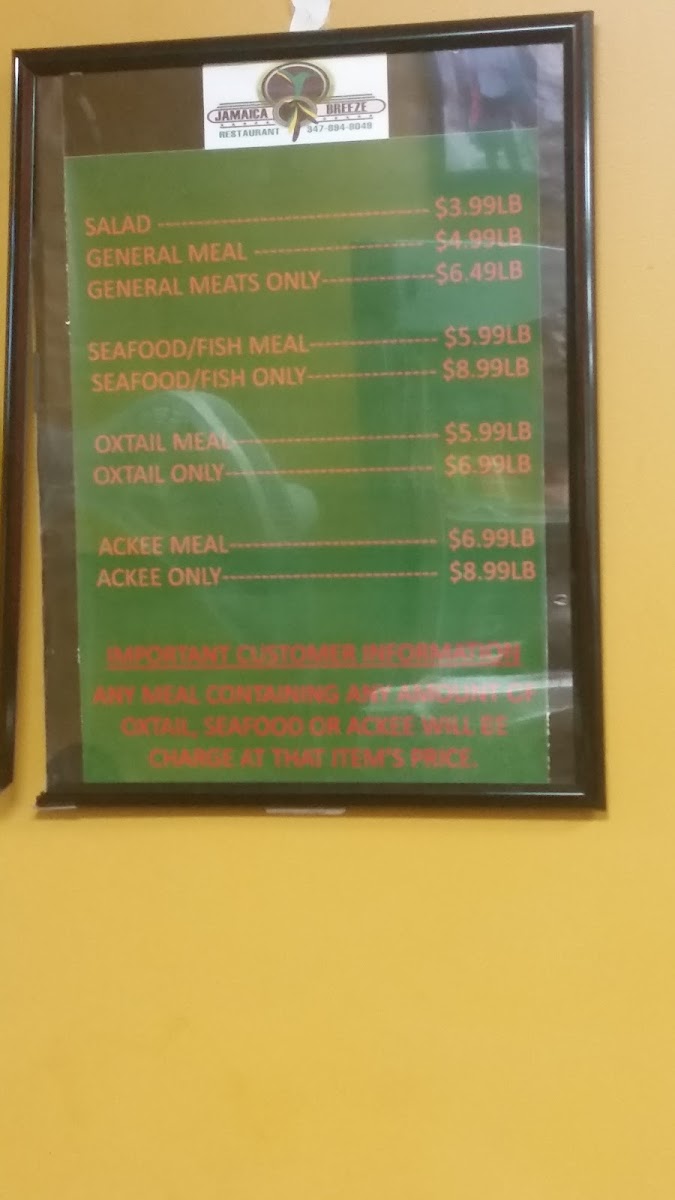 JAMAICA BREEZE
RESTAURANT 347-884-8048
SALAD ---------------------------- $3.99LB
GENERAL MEAL ------------------ $4.99LB
GENERAL MEATS ONLY------------$6.49LB
SEAFOOD/FISH MEAL-------------- $5.99LB
SEAFOOD/FISH ONLY-------------- $8.99LB
OXTAIL MEAL----------------------- $5.99LB
OXTAIL ONLY----------------------- $6.99LB
ACKEE MEAL----------------------- $6.99LB
ACKEE ONLY------------------------ $8.99LB
IMPORTANT CUSTOMER INFORMATION
ANY MEAL CONTAINING ANY AMOUNT OF
OXTAIL, SEAFOOD OR ACKEE WILL BE
CHARGE AT THAT ITEM'S PRICE.